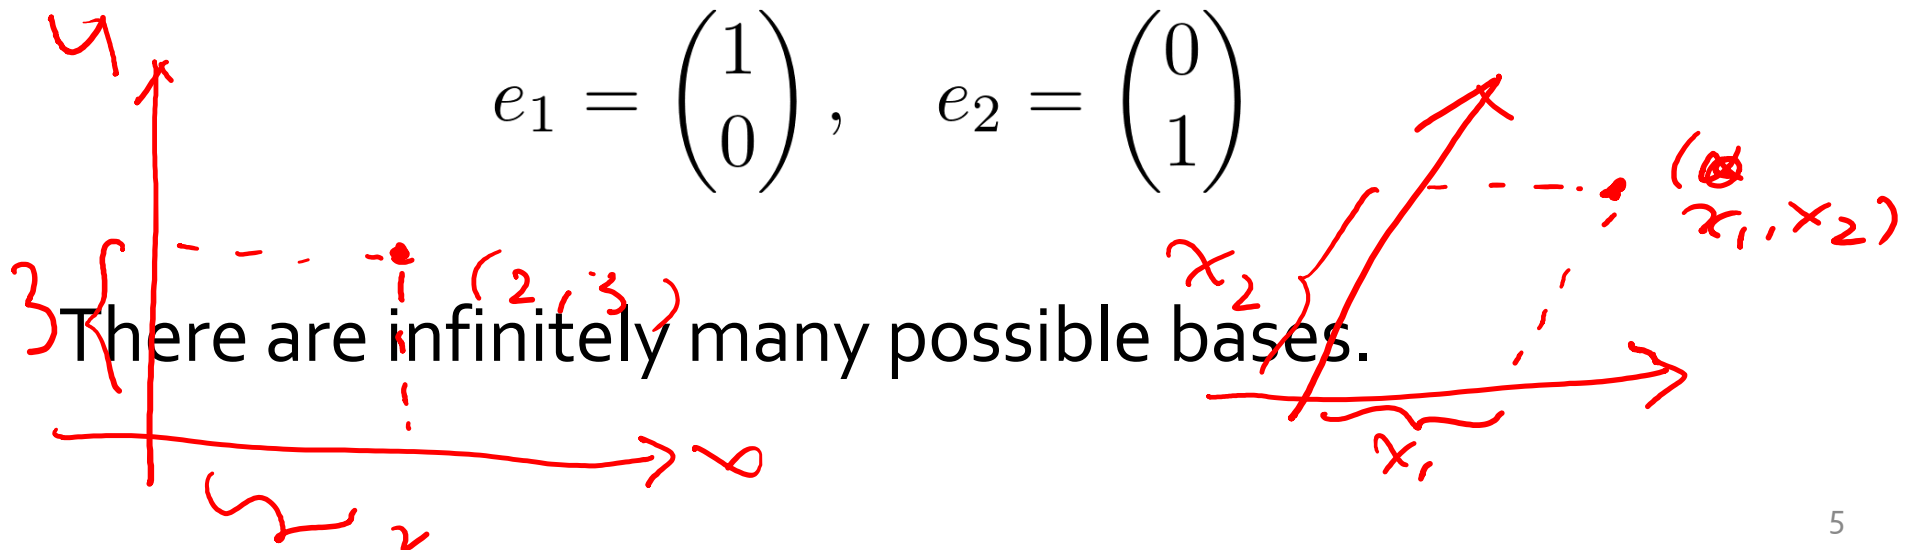 y
e₁ = (1 0), e₂ = (0 1)
(x₁, x₂)
3
(2, 3)
x₂
There are infinitely many possible bases.
x
x₁
2
5